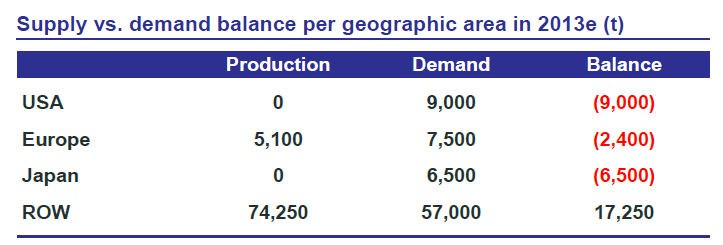 Supply vs. demand balance per geographic area in 2013e (t)
Production Demand Balance
USA 0 9,000 (9,000)
Europe 5,100 7,500 (2,400)
Japan 0 6,500 (6,500)
ROW 74,250 57,000 17,250